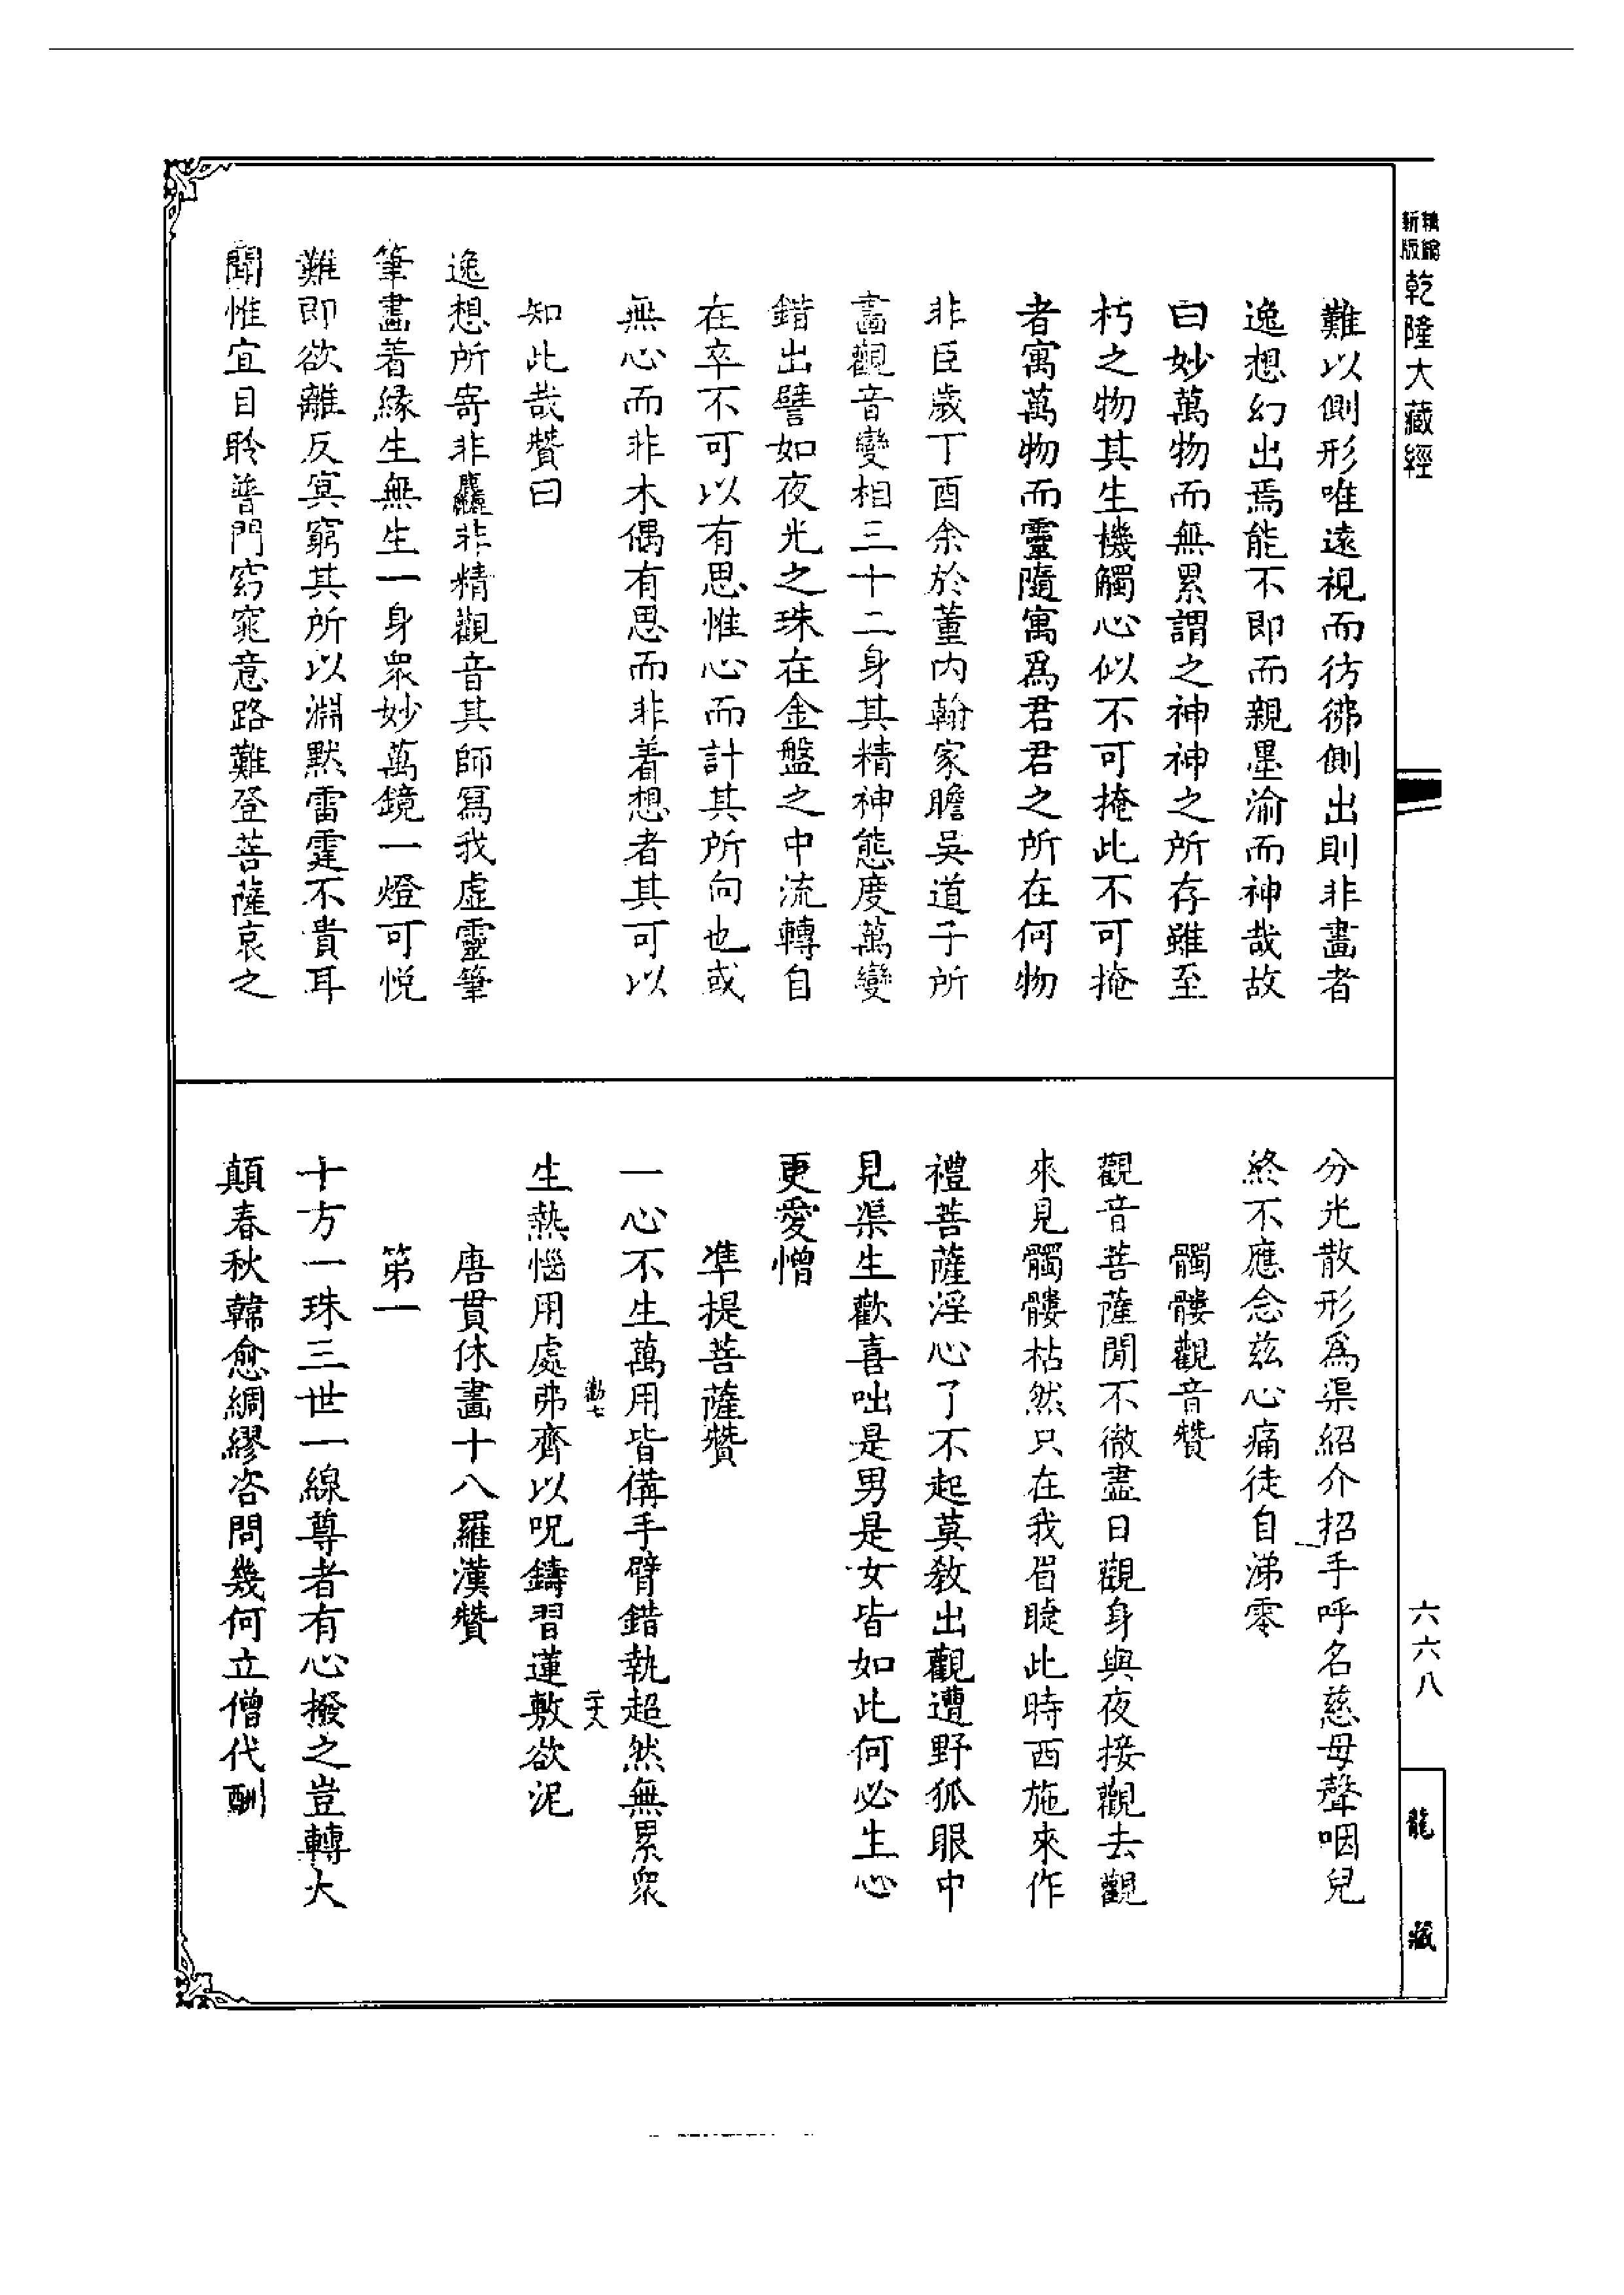 精繕
新版
乾隆大藏經
難以側形唯遠視而彷彿側出則非畫者
逸想幻出焉能不即而親墨渝而神哉故
曰妙萬物而無累謂之神神之所存雖至
朽之物其生機觸心似不可掩此不可掩
者寓萬物而靈隨寓爲君君之所在何物
非臣歲丁酉余於董內翰家瞻吳道子所
畵觀音變相三十二身其精神態度萬變
錯出譬如夜光之珠在金盤之中流轉自
在卒不可以有思惟心而計其所向也或
無心而非木偶有思而非着想者其可以
知此哉贊曰
逸想所寄非麤非精觀音其師寫我虛靈筆
筆畵着緣生無生一身衆妙萬鏡一燈可悅
難即欲離反寞窮其所以淵默雷霆不貴耳
聞惟宜目聆普門窈窕意路難登菩薩哀之
分光散形爲渠紹介招手呼名慈母聲咽兒
終不應念兹心痛徒自涕零
髑髏觀音贊
觀音菩薩閒不徹盡日觀身與夜接觀去觀
來見髑髏枯然只在我眉睫此時西施來作
禮菩薩淫心了不起莫教出觀遭野狐眼中
見渠生歡喜咄是男是女皆如此何必生心
更愛憎
準提菩薩贊
一心不生萬用皆備手臂錯執超然無累衆
勸七
二十八
生熱惱用處弗齊以呪鑄習蓮敷欲泥
唐貫休畫十八羅漢贊
第一
十方一珠三世一線尊者有心撥之豈轉大
顛春秋韓愈綢繆咨問幾何立僧代酬
六六八
龍藏